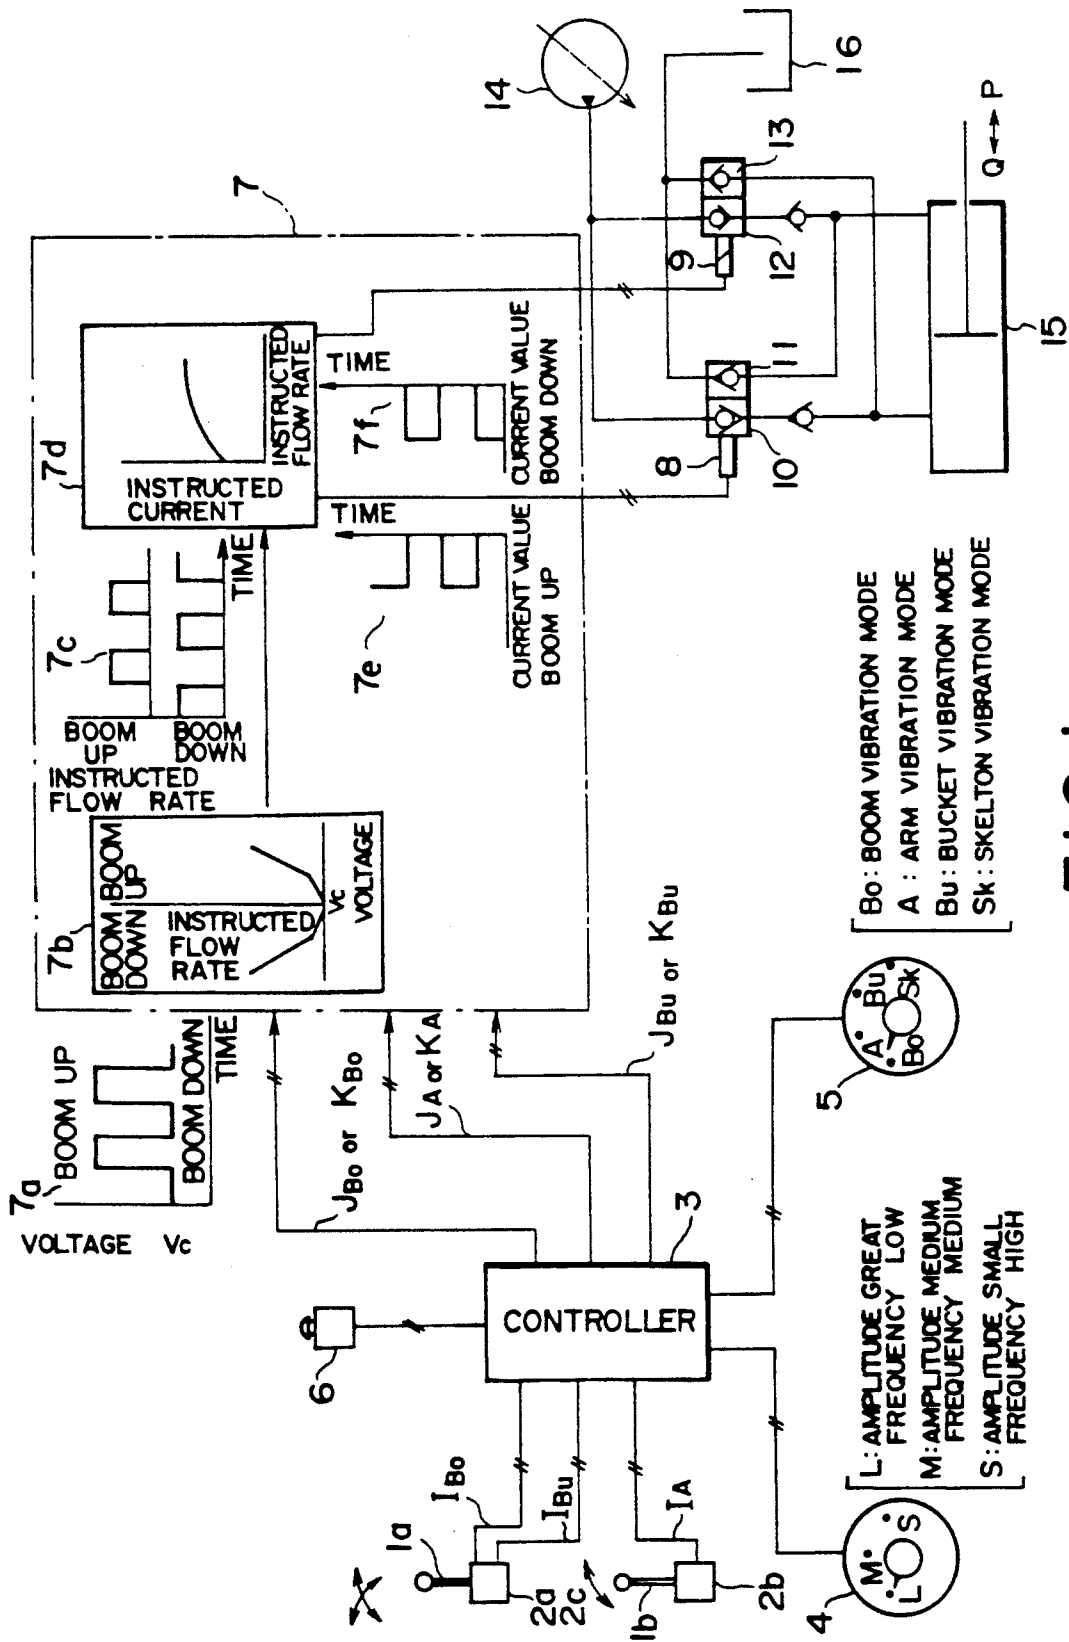 7a
BOOM UP
BOOM DOWN
TIME
VOLTAGE Vc
7
7b
BOOM DOWN
BOOM UP
INSTRUCTED
FLOW
RATE
Vc
VOLTAGE
7c
BOOM
UP
BOOM
DOWN
INSTRUCTED
FLOW RATE
TIME
7d
INSTRUCTED
CURRENT
INSTRUCTED
FLOW RATE
7e
TIME
CURRENT VALUE
BOOM UP
7f
TIME
CURRENT VALUE
BOOM DOWN
14
16
13
9
12
11
8
10
15
Q
P
JBo or KBo
JA or KA
JBu or KBu
6
CONTROLLER
3
1a
IBo
IBu
2a
2c
1b
IA
2b
4
L
M
S
L: AMPLITUDE GREAT
FREQUENCY LOW
M: AMPLITUDE MEDIUM
FREQUENCY MEDIUM
S: AMPLITUDE SMALL
FREQUENCY HIGH
5
Bo
A
Bu
Sk
Bo: BOOM VIBRATION MODE
A : ARM VIBRATION MODE
Bu: BUCKET VIBRATION MODE
Sk: SKELTON VIBRATION MODE